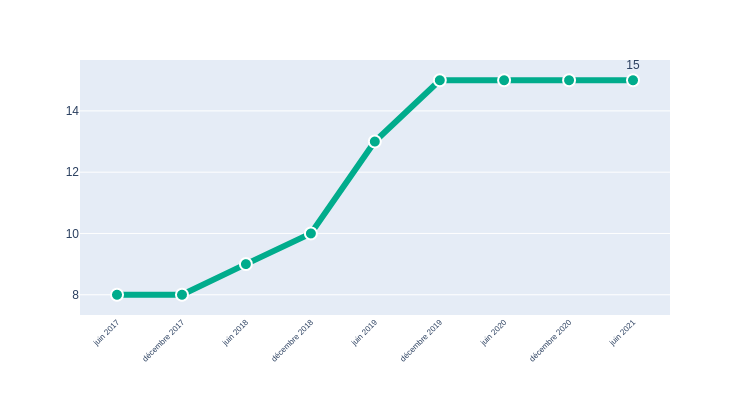 15
14
12
10
8
juin 2017
décembre 2017
juin 2018
décembre 2018
juin 2019
décembre 2019
juin 2020
décembre 2020
juin 2021